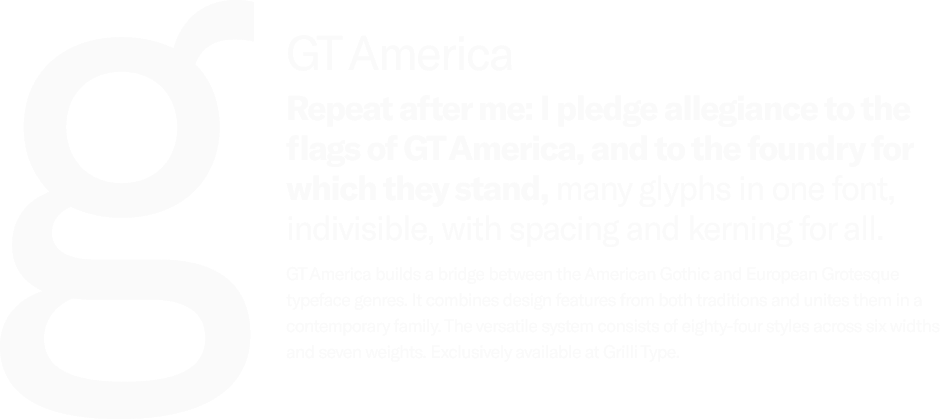 g
GT America
Repeat after me: I pledge allegiance to the
flags of GT America, and to the foundry for
which they stand, many glyphs in one font,
indivisible, with spacing and kerning for all.
GT America builds a bridge between the American Gothic and European Grotesque
typeface genres. It combines design features from both traditions and unites them in a
contemporary family. The versatile system consists of eighty-four styles across six widths
and seven weights. Exclusively available at Grilli Type.